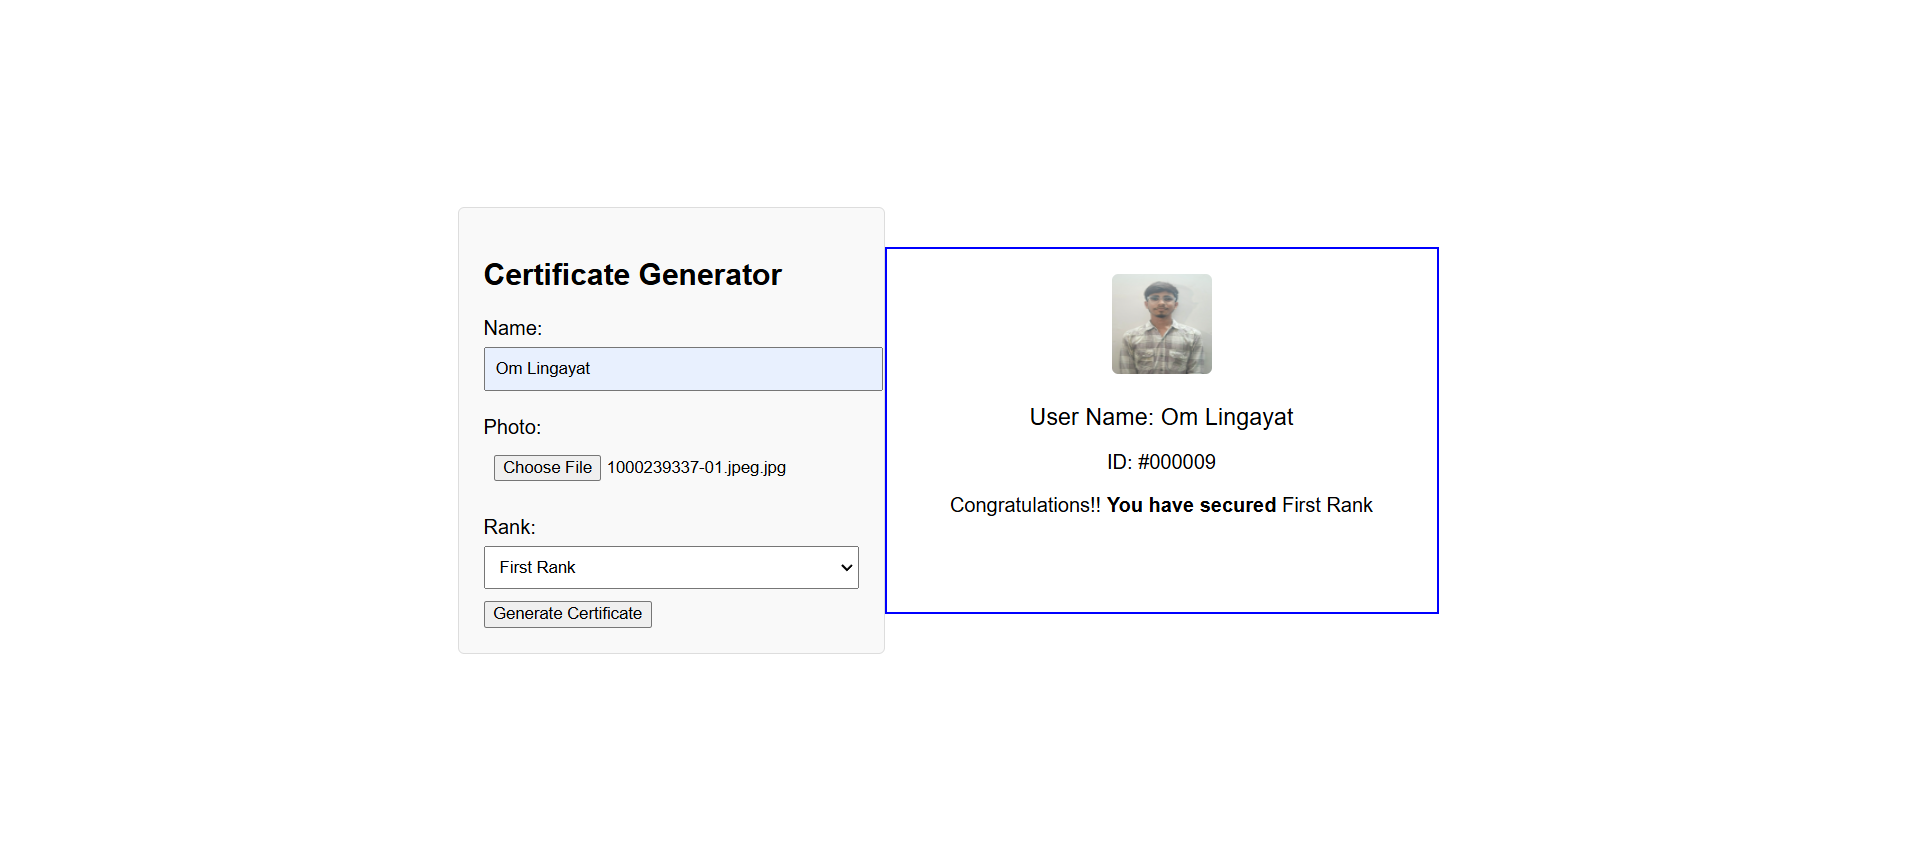 Certificate Generator
Name:
Om Lingayat
Photo:
Choose File 1000239337-01.jpeg.jpg
Rank:
First Rank
Generate Certificate
User Name: Om Lingayat
ID: #000009
Congratulations!! You have secured First Rank